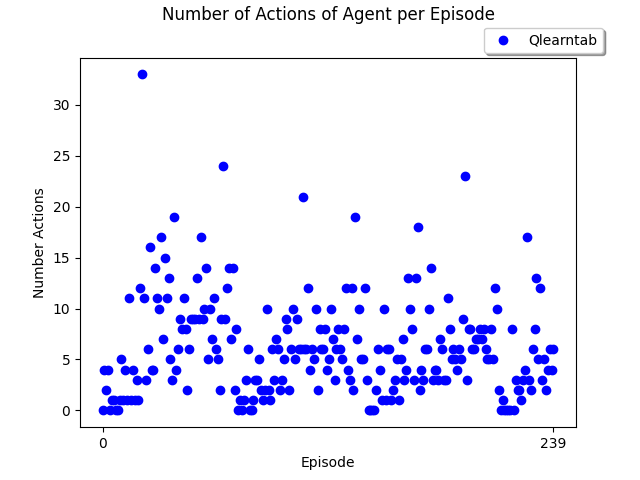 Number of Actions of Agent per Episode
Qlearntab
30
25
20
15
10
5
0
Number Actions
0
239
Episode